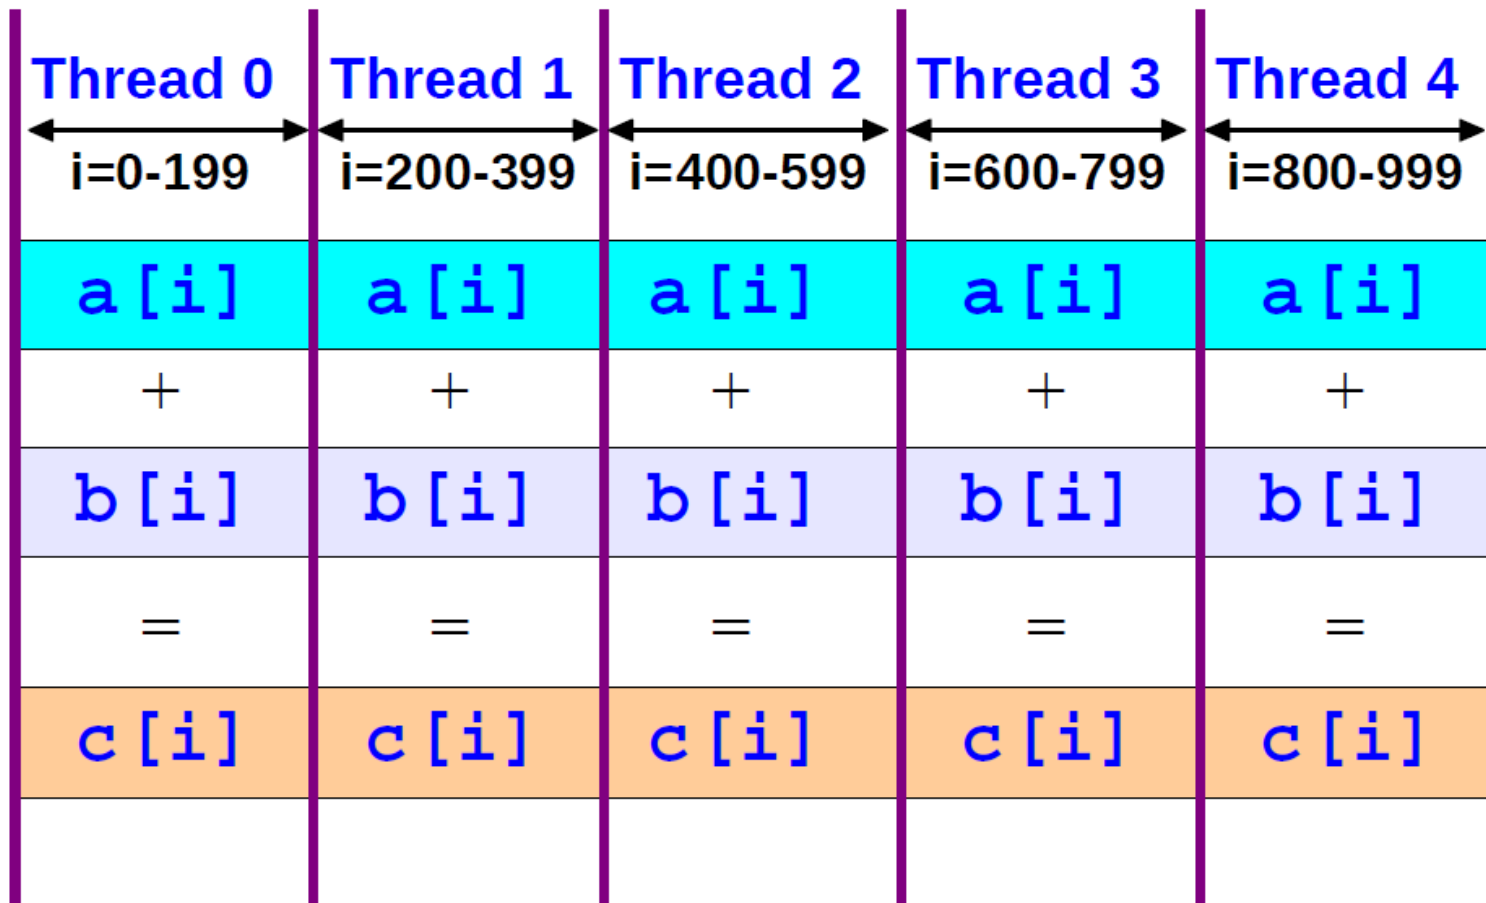 Thread 0 Thread 1 Thread 2 Thread 3 Thread 4
i=0-199 i=200-399 i=400-599 i=600-799 i=800-999
a[i] a[i] a[i] a[i] a[i]
+ + + + +
b[i] b[i] b[i] b[i] b[i]
= = = = =
c[i] c[i] c[i] c[i] c[i]